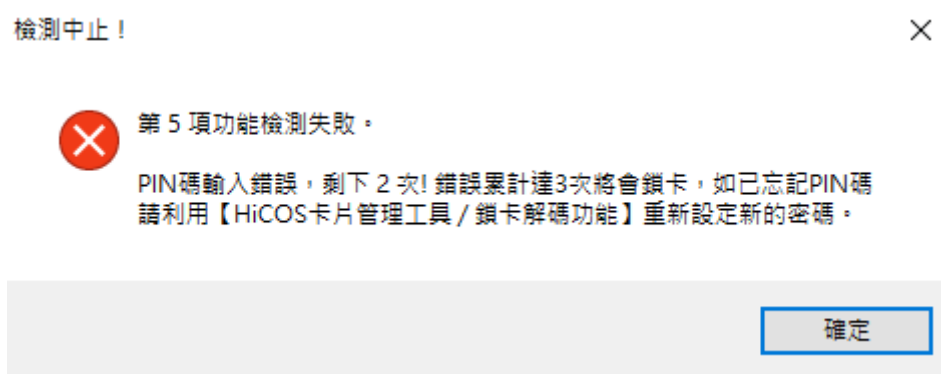 檢測中止！
第 5 項功能檢測失敗。
PIN碼輸入錯誤，剩下 2 次! 錯誤累計達3次將會鎖卡，如已忘記PIN碼
請利用【HiCOS卡片管理工具 / 鎖卡解碼功能】重新設定新的密碼。
確定